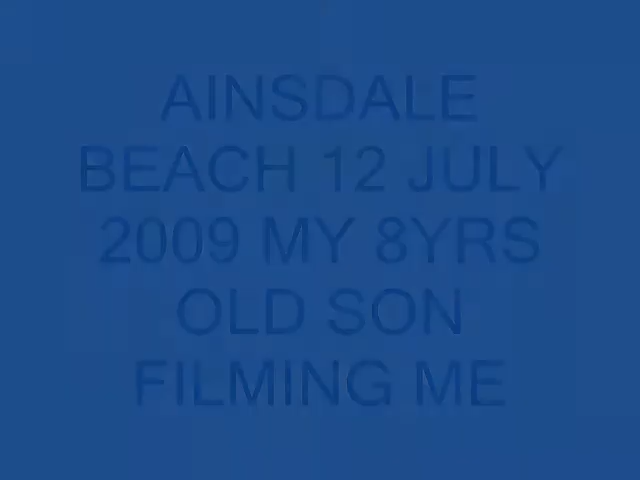 AINSDALE
BEACH 12 JULY
2009 MY 8YRS
OLD SON
FILMING ME